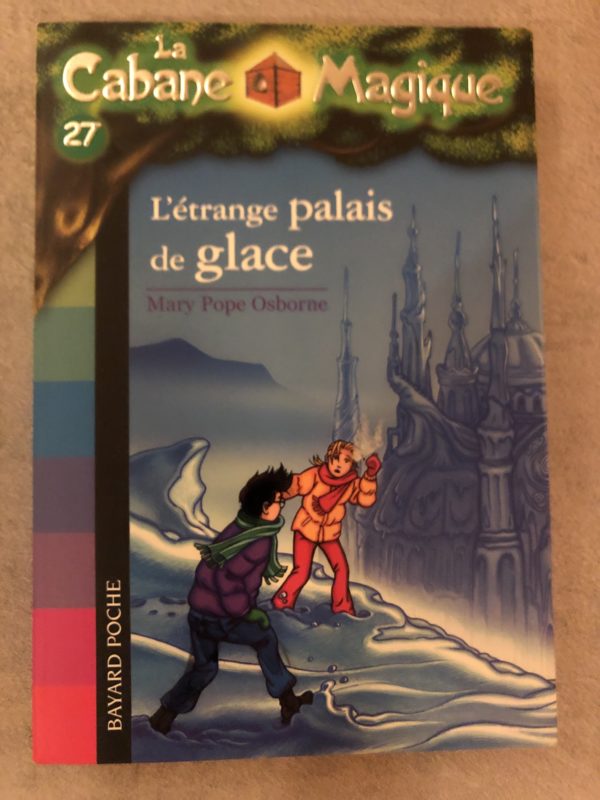 La
Cabane Magique
27
L'étrange palais
de glace
Mary Pope Osborne
BAYARD POCHE